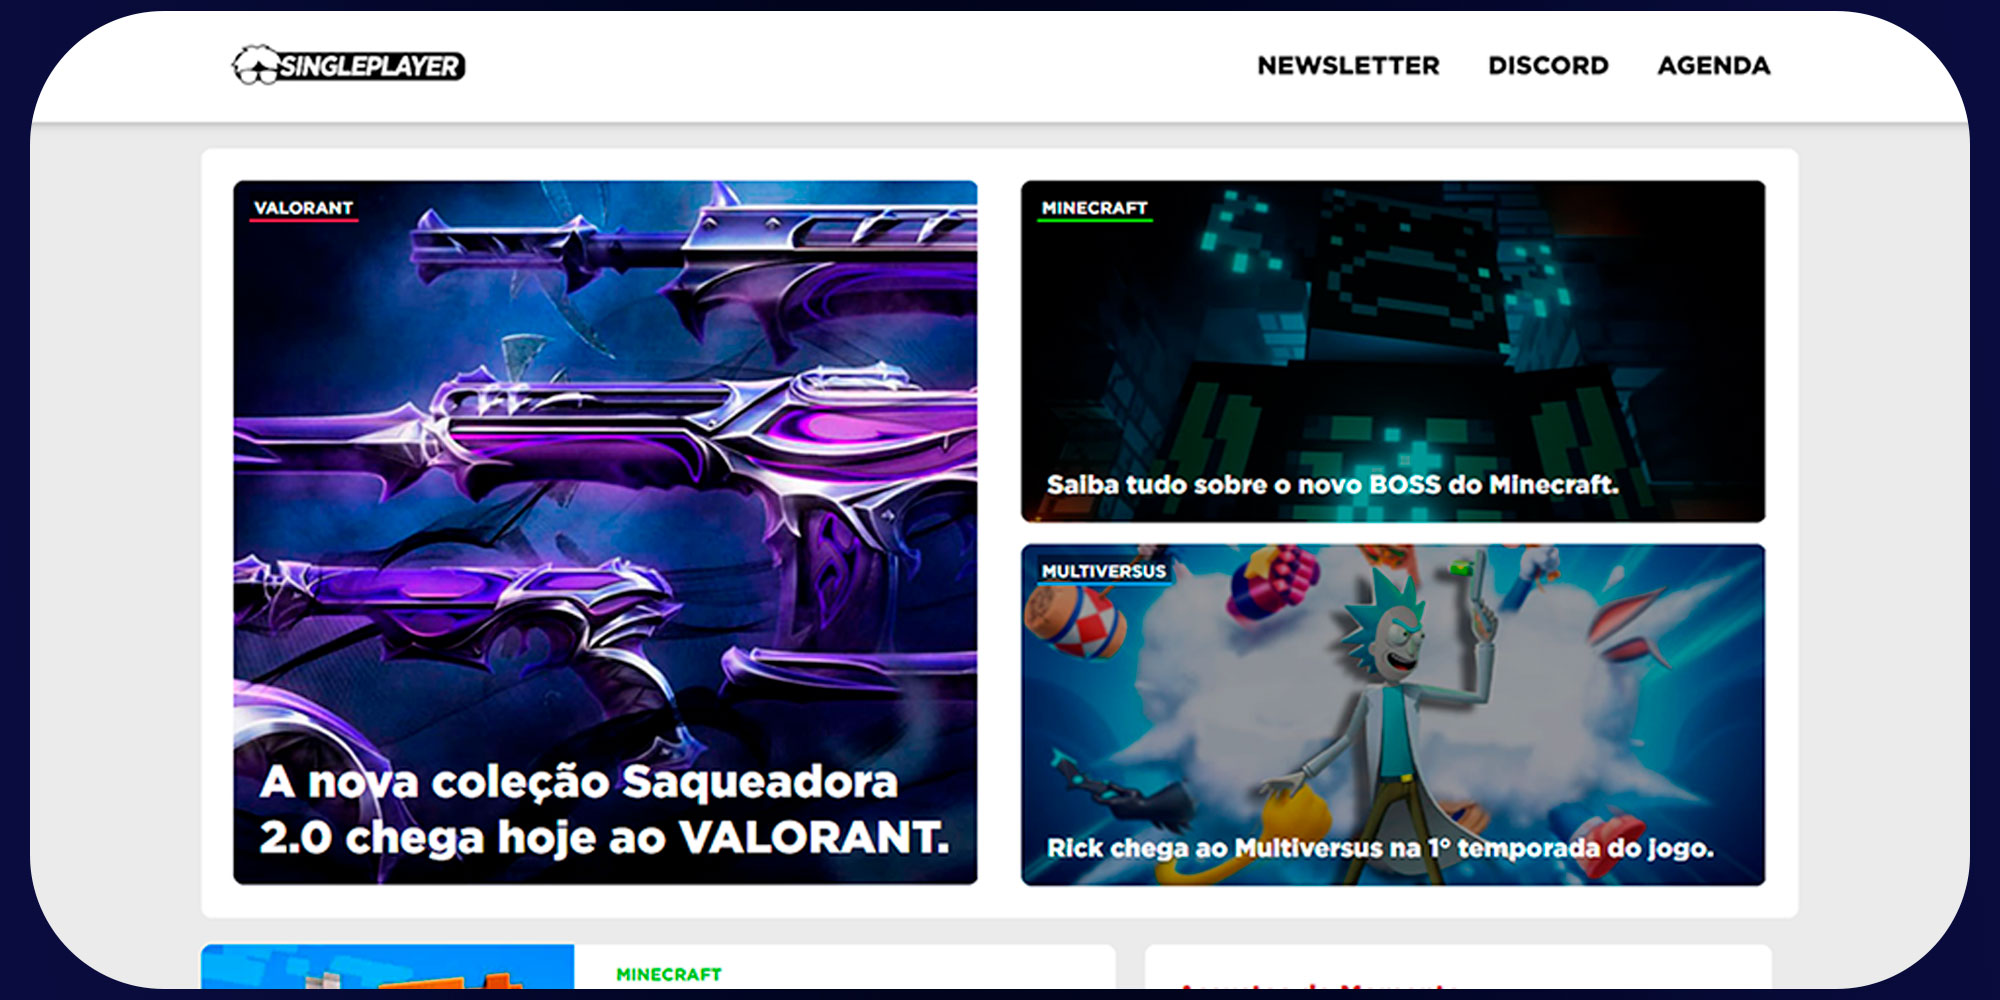 SINGLEPLAYER
NEWSLETTER DISCORD AGENDA
VALORANT
A nova coleção Saqueadora
2.0 chega hoje ao VALORANT.
MINECRAFT
Saiba tudo sobre o novo BOSS do Minecraft.
MULTIVERSUS
Rick chega ao Multiversus na 1° temporada do jogo.
MINECRAFT